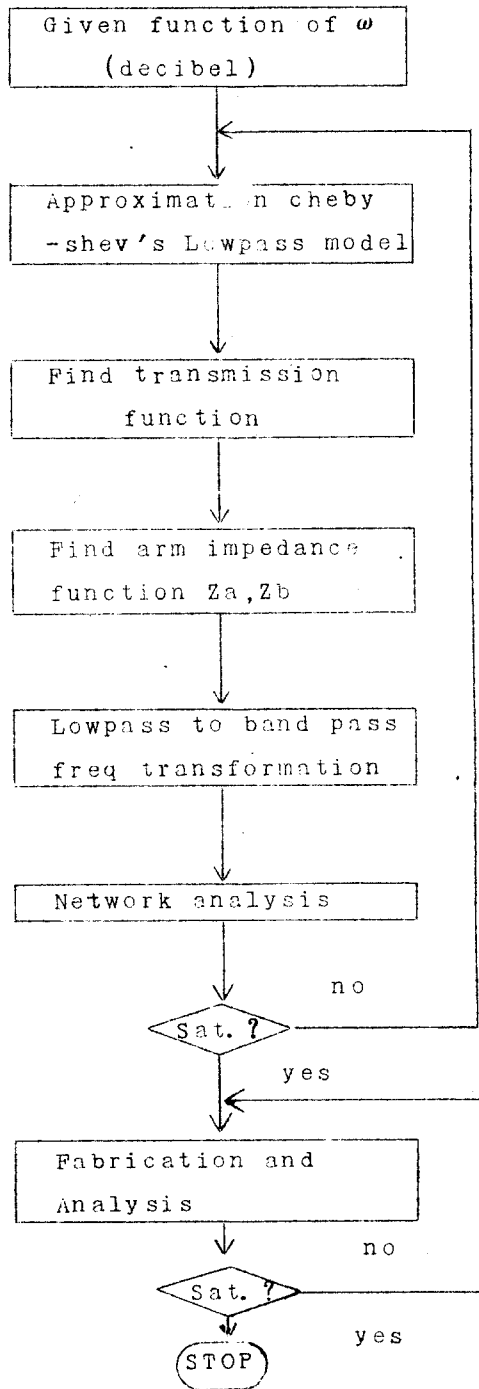 Given function of ω
(decibel)
cheby
-shev's Lowpass model
Find transmission
function
Find arm impedance
function Za,Zb
Lowpass to band pass
freq transformation
Network analysis
no
Sat.?
yes
Fabrication and
Analysis
no
Sat.?
yes
STOP